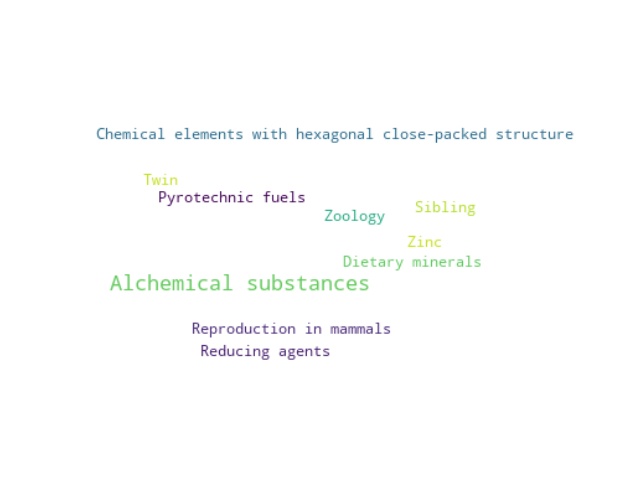 Chemical elements with hexagonal close-packed structure
Twin
Pyrotechnic fuels
Sibling
Zoology
Zinc
Dietary minerals
Alchemical substances
Reproduction in mammals
Reducing agents